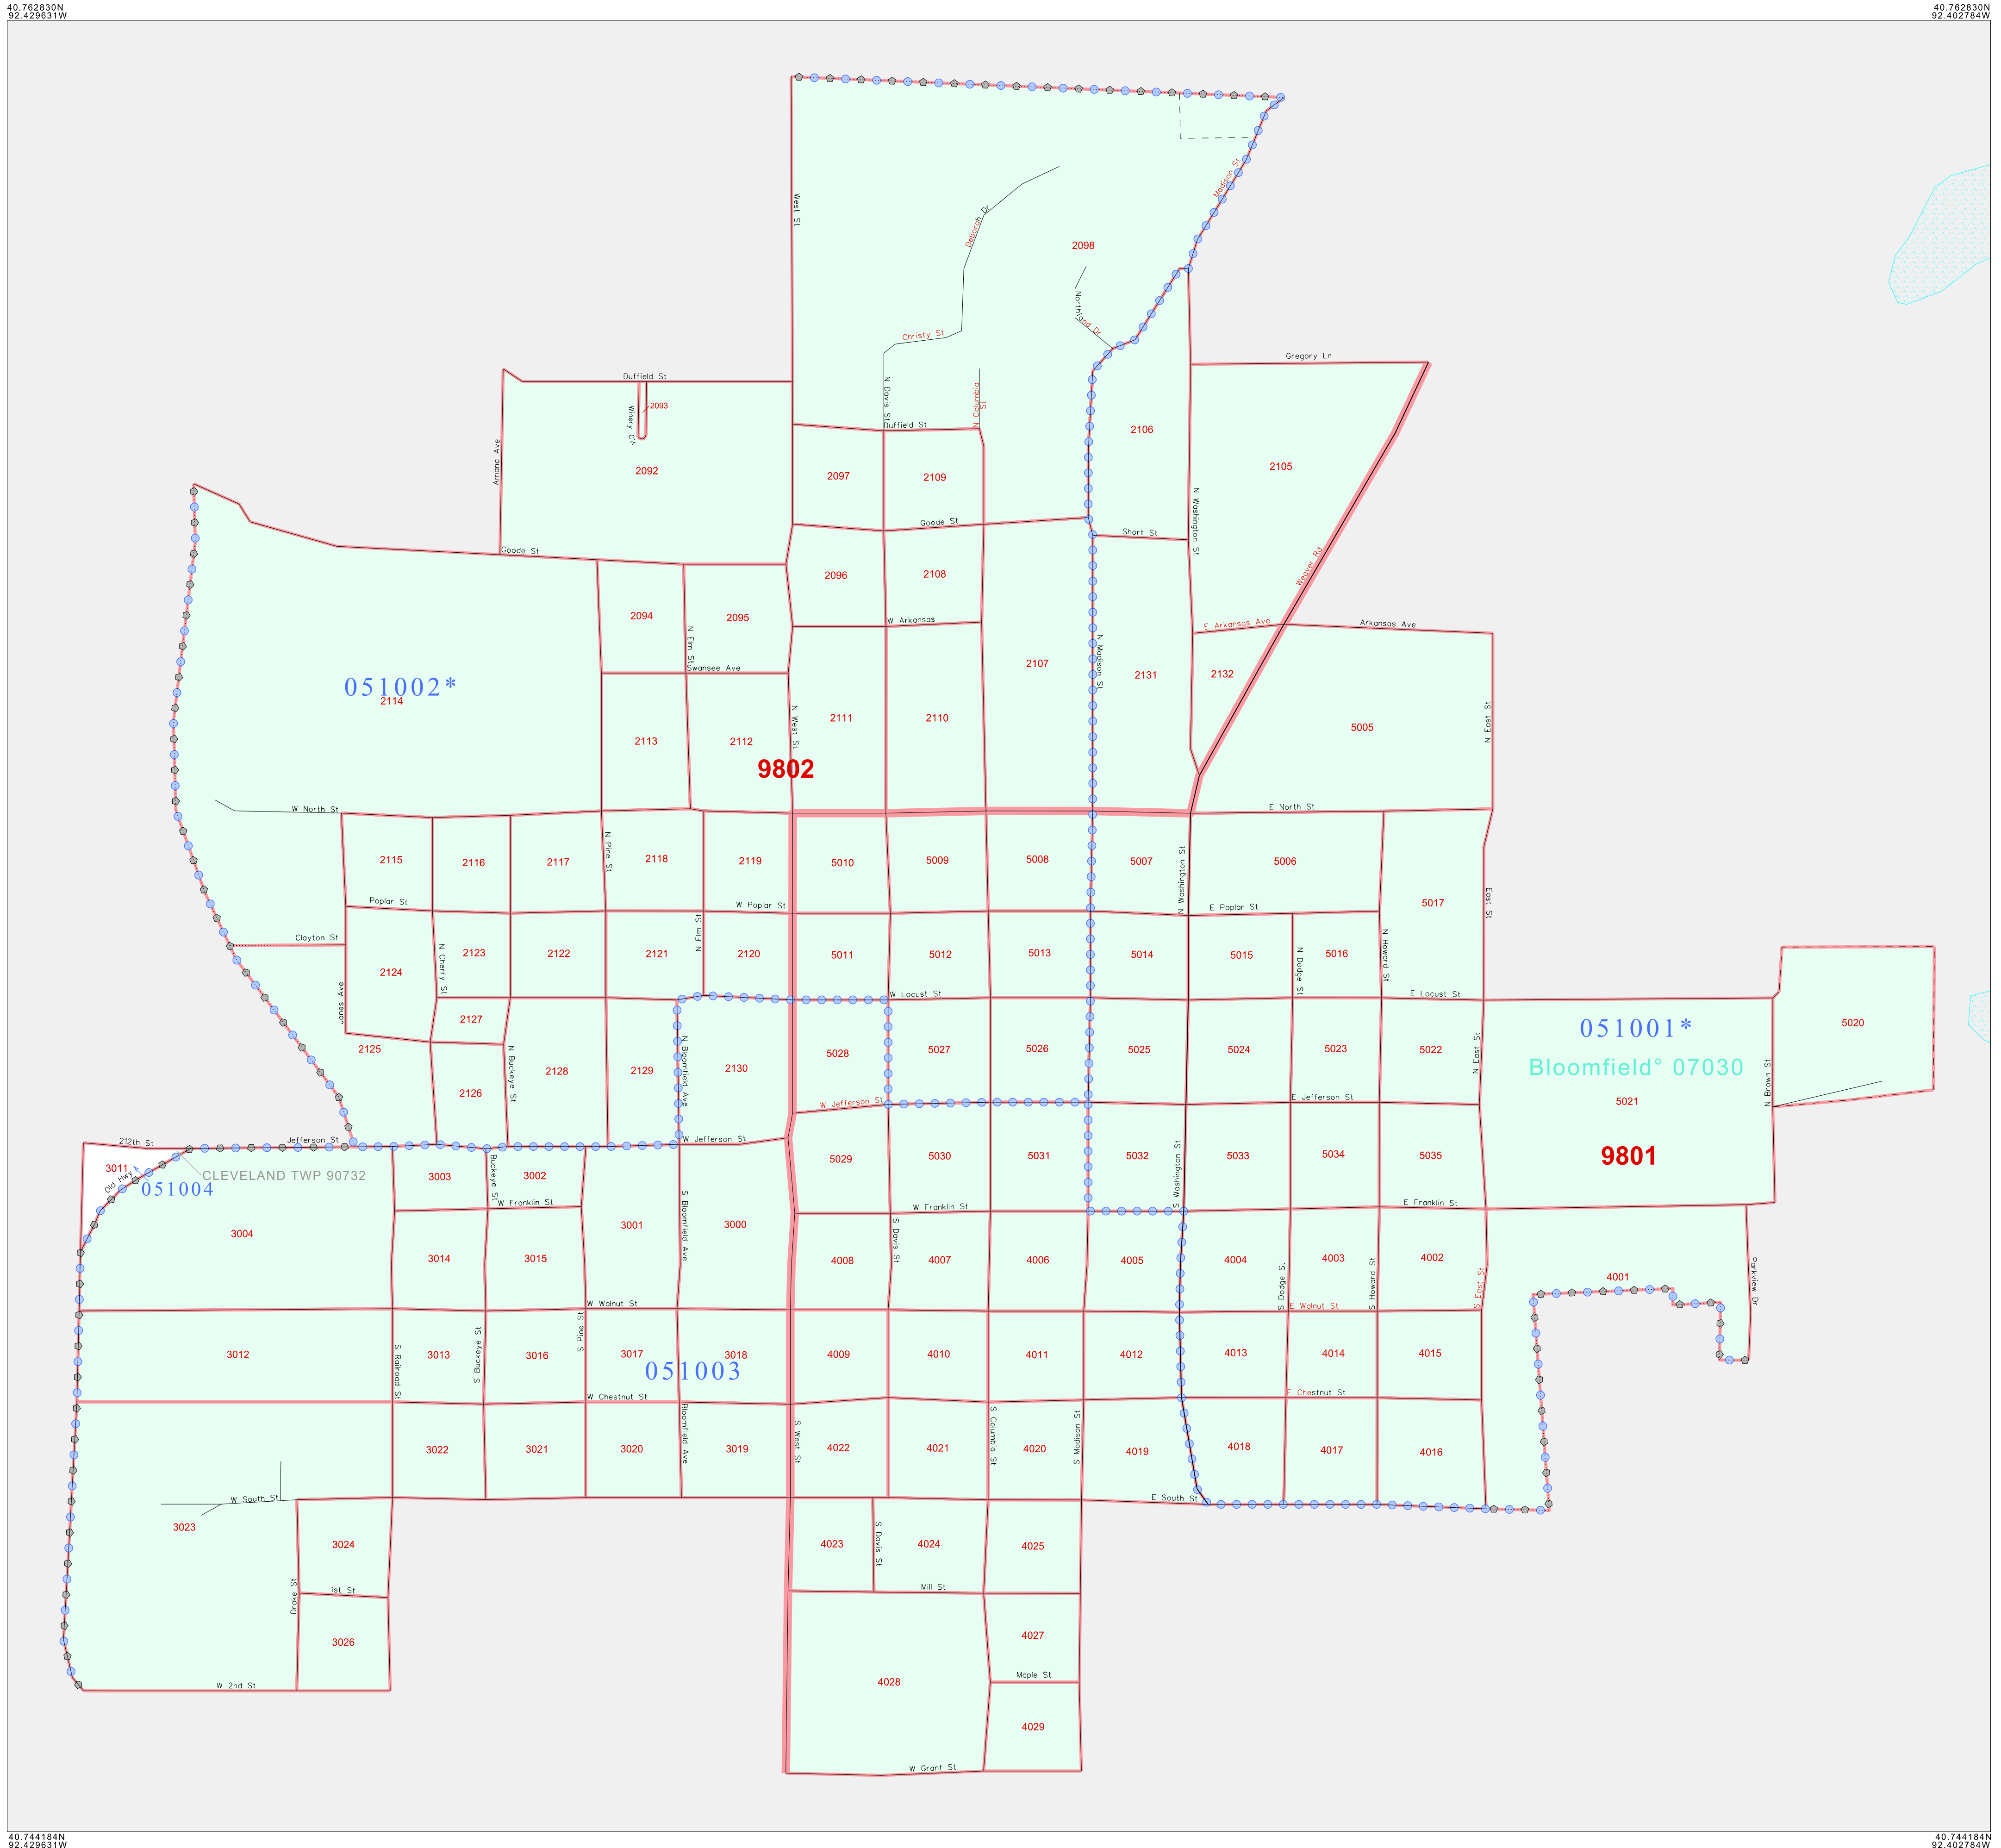 40.762830N
92.429631W
40.762830N
92.402784W
West St
Madison St
Deborah Dr
2098
Northland Dr
Christy St
Gregory Ln
Duffield St
2093
Winery Cir
N Davis St
N Columbia St
Duffield St
2106
Amana Ave
2092
2097
2109
2105
N Washington St
Goode St
Short St
Goode St
Weaver Rd
2096
2108
2094
2095
W Arkansas
E Arkansas Ave
Arkansas Ave
N Elm St
Swansee Ave
2107
N Madison St
2131
2132
051002*
2114
2111
2110
N West St
N East St
5005
2113
2112
9802
W North St
E North St
2115
2116
2117
N Pine St
2118
2119
5010
5009
5008
5007
N Washington St
5006
Poplar St
W Poplar St
E Poplar St
5017
East St
Clayton St
N Cherry St
2123
2122
2121
N Elm St
2120
5011
5012
5013
5014
5015
N Dodge St
5016
N Howard St
2124
Jones Ave
W Locust St
E Locust St
2127
051001*
5020
2125
N Buckeye St
2128
2129
N Bloomfield Ave
2130
5028
5027
5026
5025
5024
5023
5022
N East St
Bloomfield° 07030
N Brown St
2126
W Jefferson St
E Jefferson St
5021
212th St
Jefferson St
W Jefferson St
3011
Old Hwy
CLEVELAND TWP 90732
051004
3003
Buckeye St
3002
5029
5030
5031
5032
S Washington St
5033
5034
5035
9801
W Franklin St
W Franklin St
E Franklin St
3004
3001
S Bloomfield Ave
3000
S Davis St
3014
3015
4008
4007
4006
4005
4004
S Dodge St
4003
S Howard St
4002
S East St
4001
Parkview Dr
W Walnut St
E Walnut St
3012
S Railroad St
3013
S Buckeye St
3016
S Pine St
3017
3018
051003
4009
4010
4011
4012
4013
4014
4015
W Chestnut St
E Chestnut St
3022
3021
3020
Bloomfield Ave
3019
S West St
4022
4021
S Columbia St
4020
S Madison St
4019
4018
4017
4016
W South St
E South St
3023
3024
4023
S Davis St
4024
4025
Drake St
1st St
Mill St
3026
4027
Maple St
4028
W 2nd St
4029
W Grant St
40.744184N
92.429631W
40.744184N
92.402784W